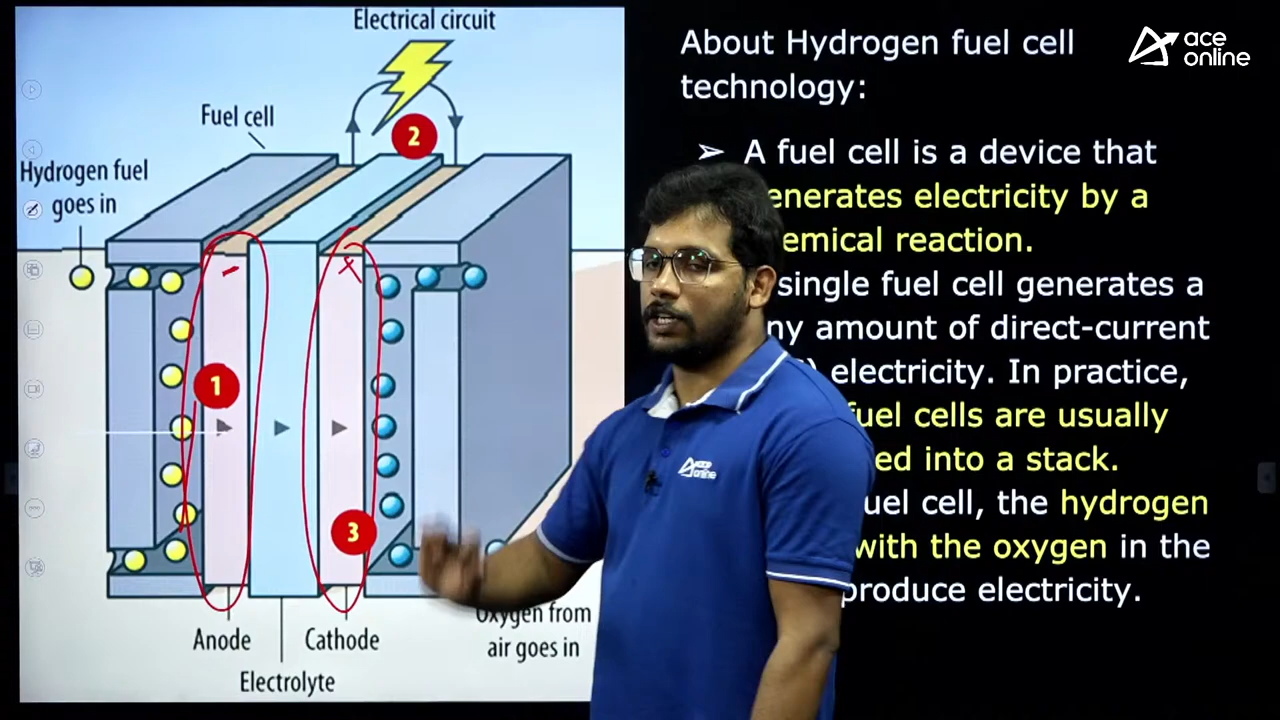 Electrical circuit
Fuel cell
2
Hydrogen fuel
goes in
1
3
Anode
Cathode
Electrolyte
Oxygen from
air goes in
- +
About Hydrogen fuel cell
technology:
ace
online
➢ A fuel cell is a device that
enerates electricity by a
emical reaction.
single fuel cell generates a
ny amount of direct-current
) electricity. In practice,
fuel cells are usually
ed into a stack.
uel cell, the hydrogen
with the oxygen in the
produce electricity.
ace
online